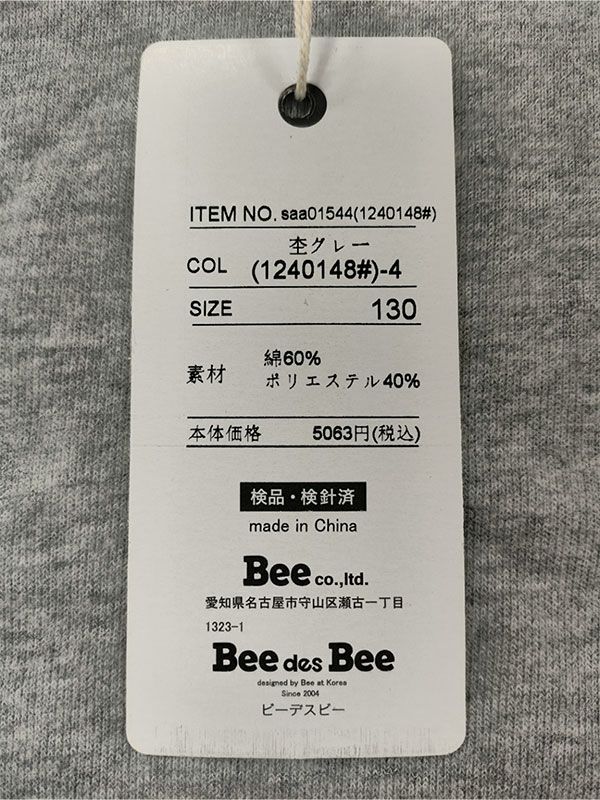 ITEM NO. saa01544(1240148#)
杢グレー
COL (1240148#)-4
SIZE 130
綿60%
素材 ポリエステル40%
本体価格 5063円(税込)
検品・検針済
made in China
Bee co.,ltd.
愛知県名古屋市守山区瀬古一丁目
1323-1
Bee des Bee
designed by Bee at Korea
Since 2004
ビーデスビー